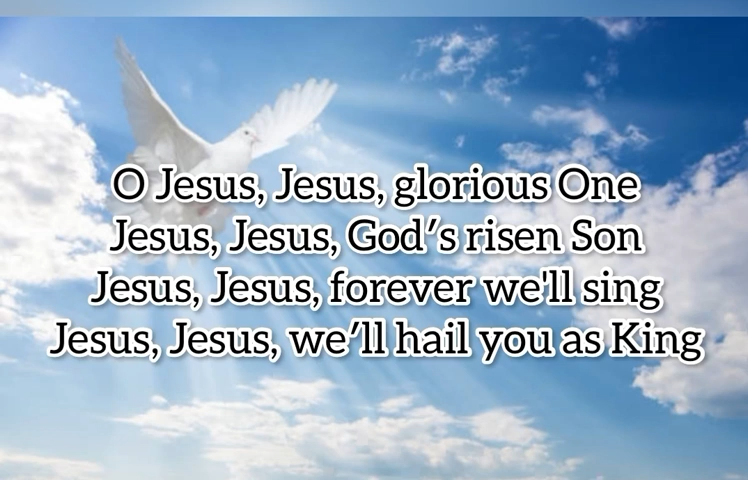 O Jesus, Jesus, glorious One
Jesus, Jesus, God′s risen Son
Jesus, Jesus, forever we'll sing
Jesus, Jesus, we′ll hail you as King